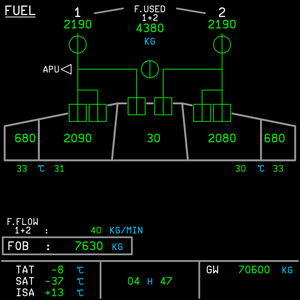 FUEL 1 F.USED 2
2190 1+2 2190
4380
KG
APU
680 2090 30 2080 680
33 °C 31 30 °C 33
F.FLOW
1+2 : 40 KG/MIN
FOB : 7630 KG
TAT -8 °C GW 70600 KG
SAT -37 °C 04 H 47
ISA +13 °C